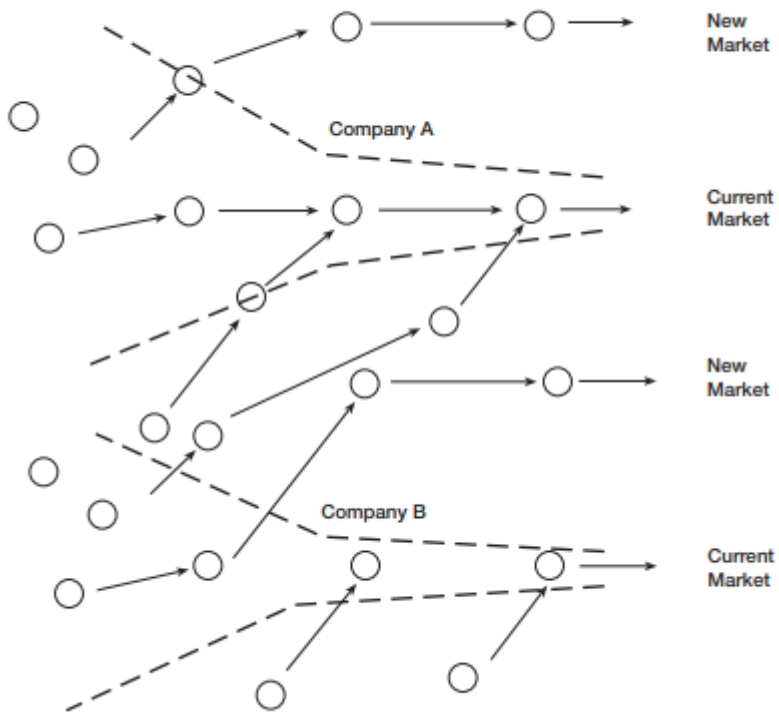 New
Market
Company A
Current
Market
New
Market
Company B
Current
Market